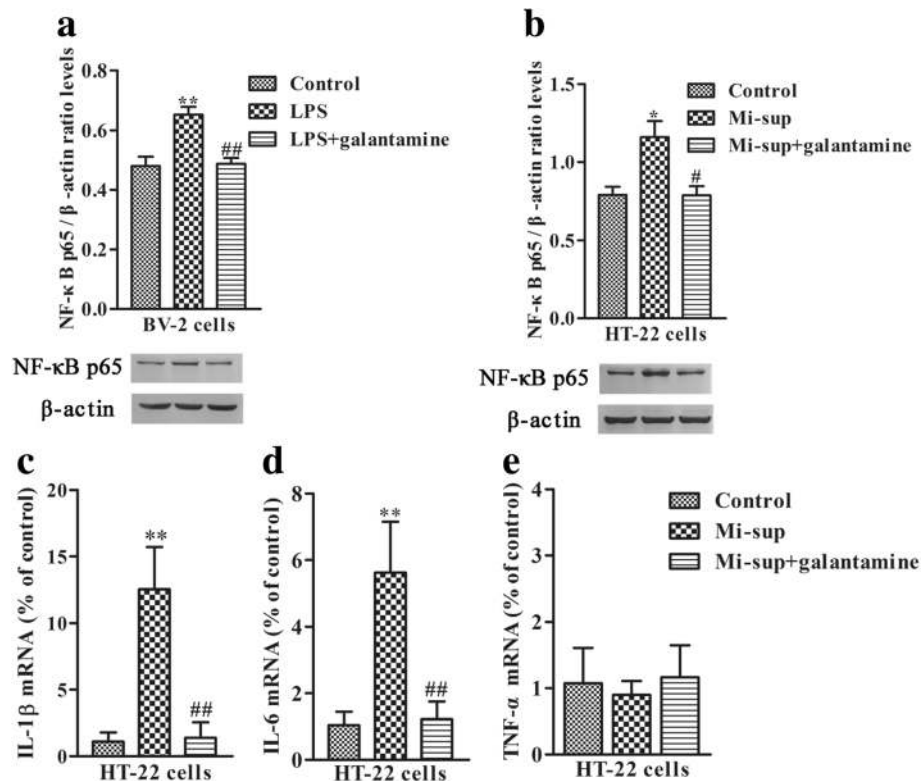 a
NF-κ B p65 / β -actin ratio levels
0.8
0.6
0.4
0.2
0.0
**
##
Control
LPS
LPS+galantamine
BV-2 cells
NF-κB p65
β-actin
b
NF-κ B p65 / β -actin ratio levels
1.5
1.0
0.5
0.0
*
#
Control
Mi-sup
Mi-sup+galantamine
HT-22 cells
NF-κB p65
β-actin
c
IL-1β mRNA (% of control)
20
15
10
5
0
**
##
HT-22 cells
d
IL-6 mRNA (% of control)
8
6
4
2
0
**
##
HT-22 cells
e
TNF-α mRNA (% of control)
4
3
2
1
0
Control
Mi-sup
Mi-sup+galantamine
HT-22 cells